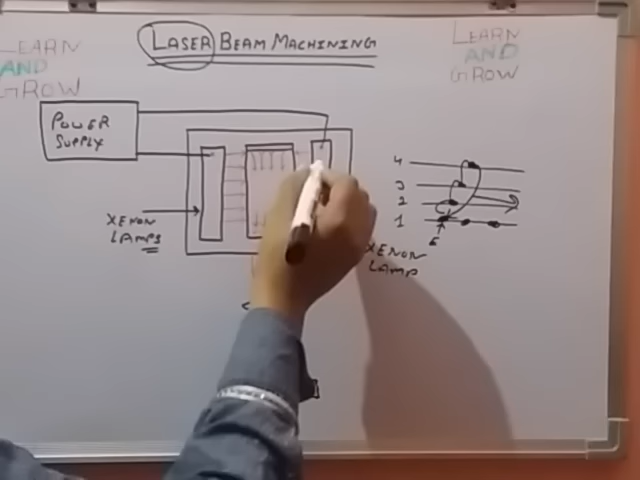 LEARN
AND
GROW
LASER BEAM MACHINING
LEARN
AND
GROW
POWER
SUPPLY
XENON
LAMPS
4
3
2
1
E
XENON
LAMP